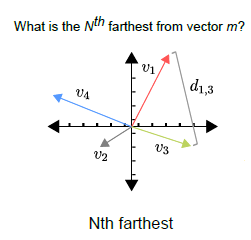 What is the Nth farthest from vector m?
v1
d1,3
v4
v2
v3
Nth farthest